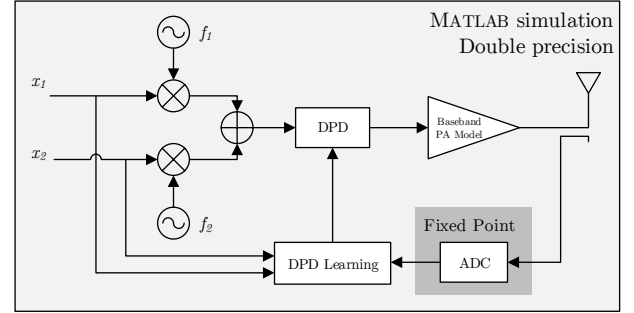 MATLAB simulation
Double precision
f1
x1
DPD
Baseband
PA Model
x2
f2
Fixed Point
DPD Learning
ADC